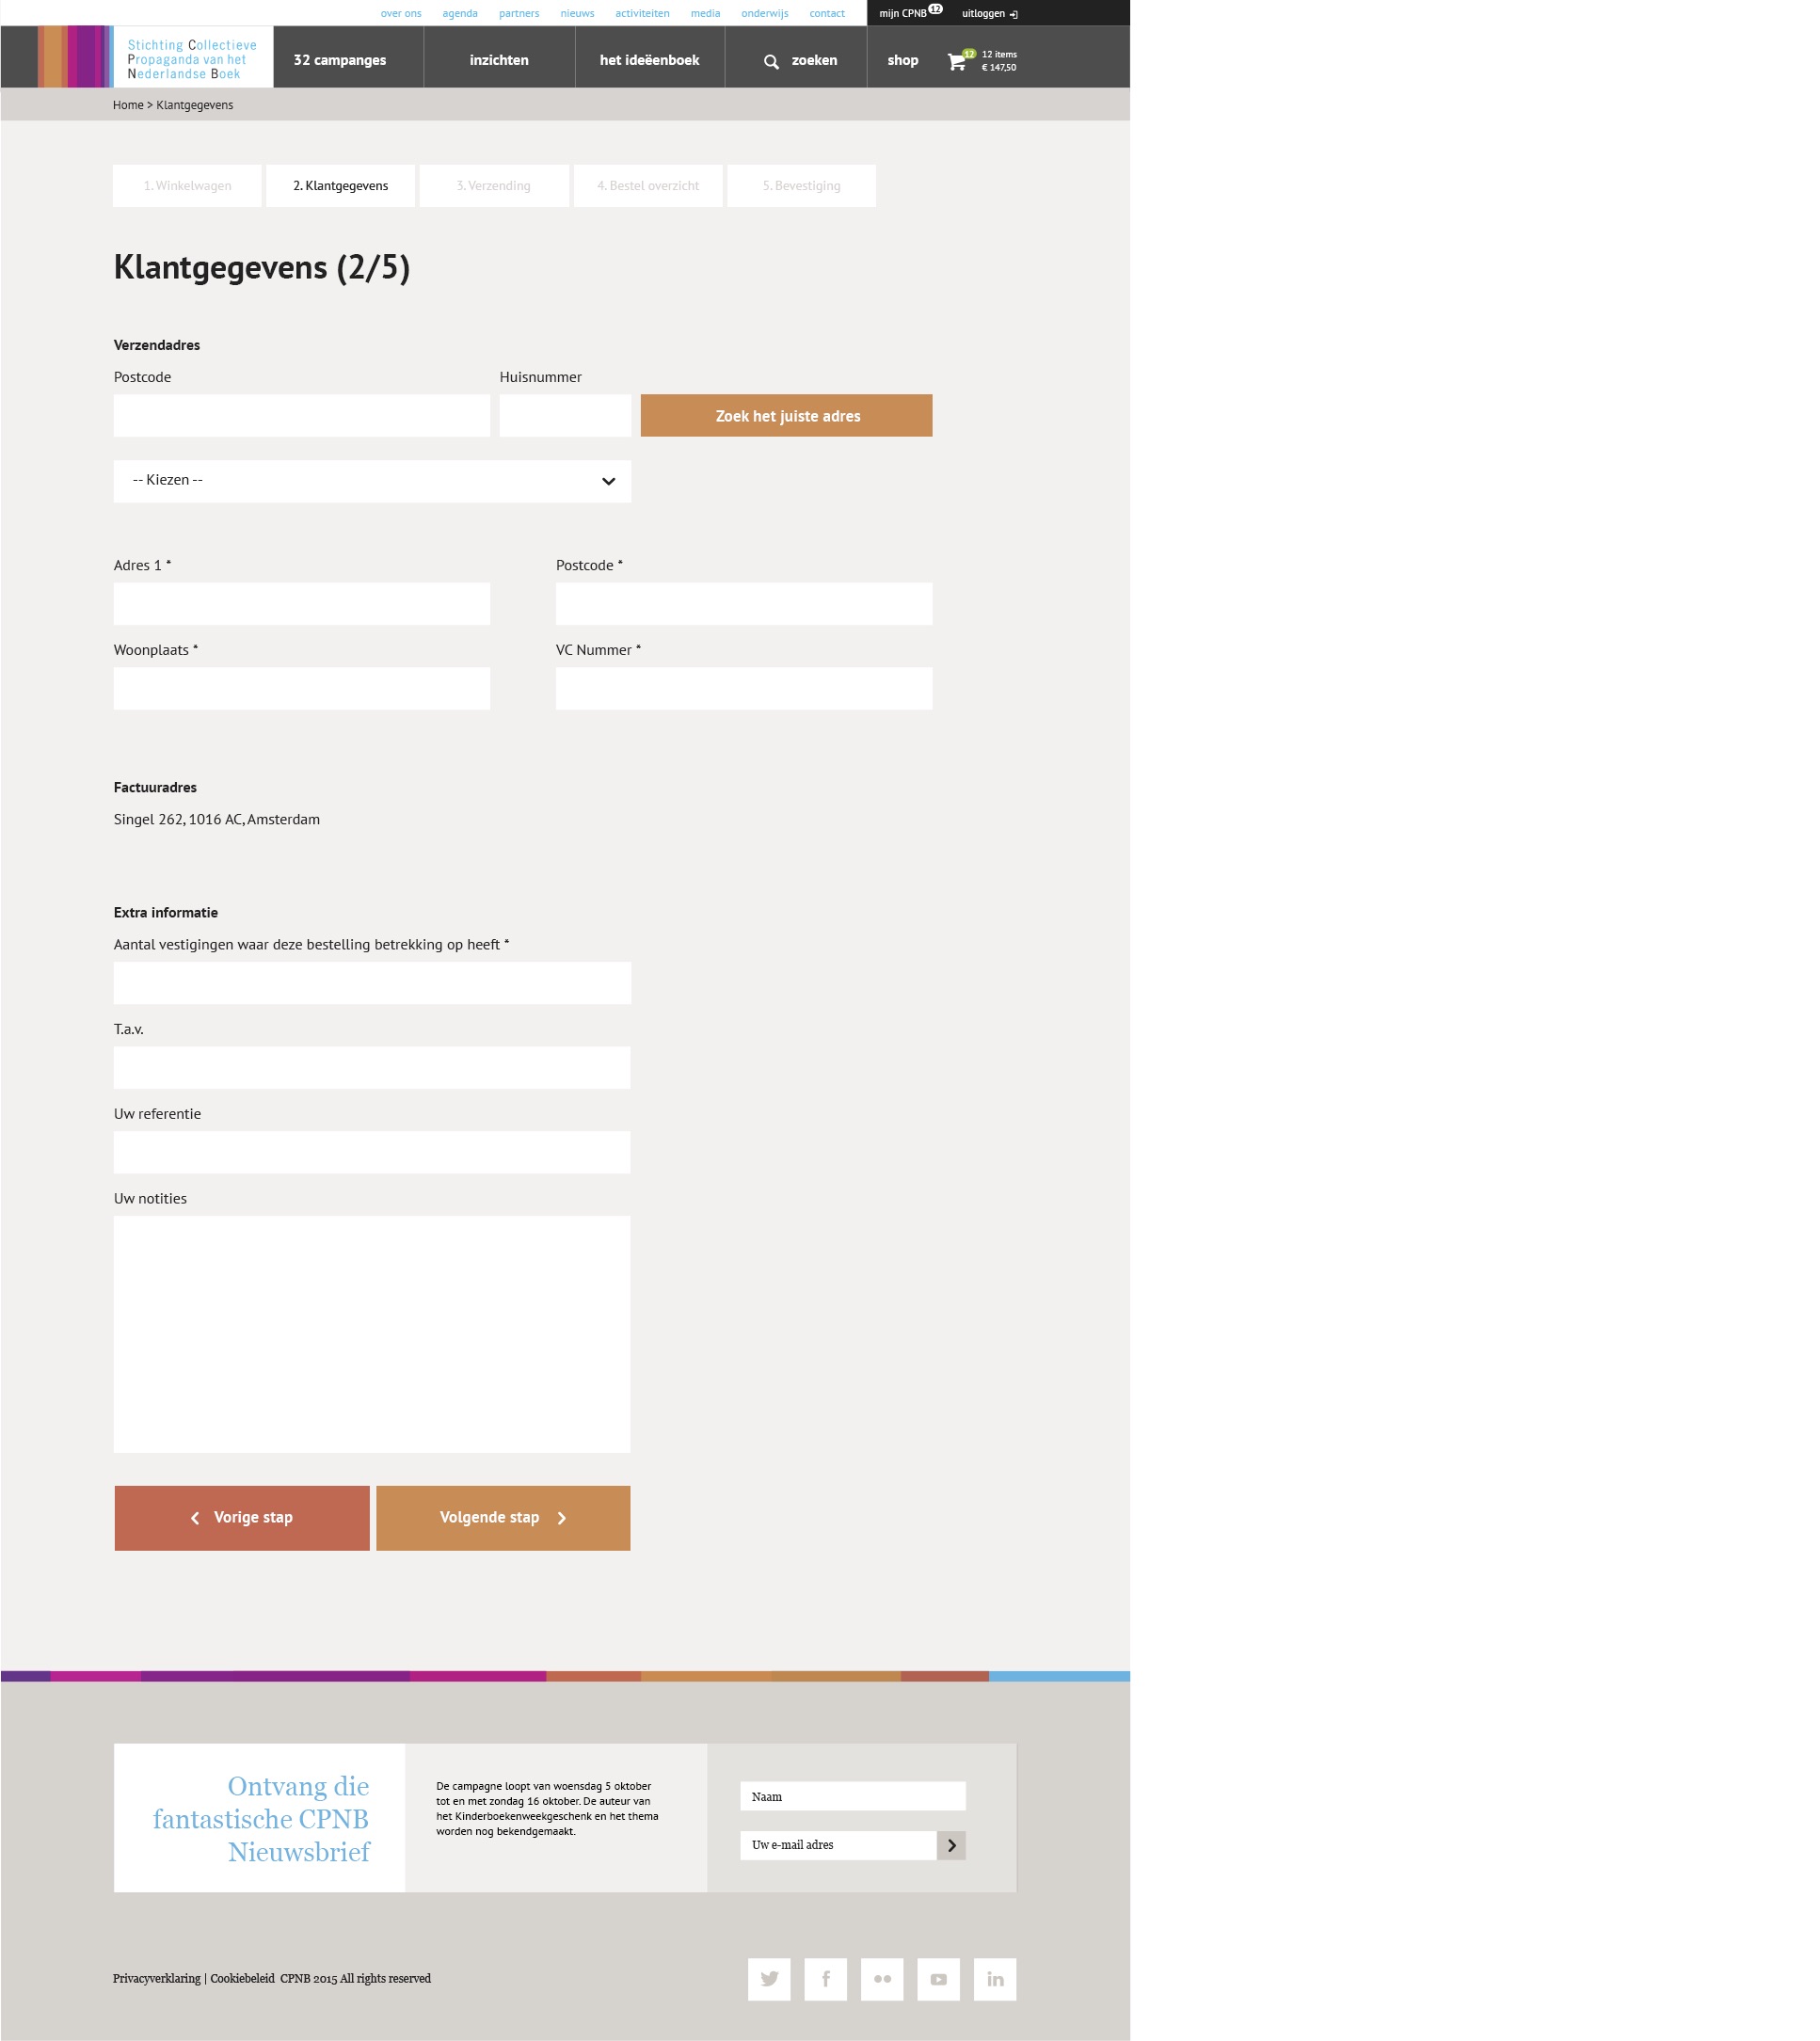 over ons agenda partners nieuws activiteiten media onderwijs contact mijn CPNB 12 uitloggen
Stichting Collectieve
Propaganda van het
Nederlandse Boek
32 campanges inzichten het ideëenboek zoeken shop 12 12 items
€ 147,50
Home > Klantgegevens
1. Winkelwagen 2. Klantgegevens 3. Verzending 4. Bestel overzicht 5. Bevestiging
Klantgegevens (2/5)
Verzendadres
Postcode Huisnummer
Zoek het juiste adres
-- Kiezen --
Adres 1 * Postcode *
Woonplaats * VC Nummer *
Factuuradres
Singel 262, 1016 AC, Amsterdam
Extra informatie
Aantal vestigingen waar deze bestelling betrekking op heeft *
T.a.v.
Uw referentie
Uw notities
Vorige stap Volgende stap
Ontvang die
fantastische CPNB
Nieuwsbrief
De campagne loopt van woensdag 5 oktober
tot en met zondag 16 oktober. De auteur van
het Kinderboekenweekgeschenk en het thema
worden nog bekendgemaakt.
Naam
Uw e-mail adres
Privacyverklaring | Cookiebeleid CPNB 2015 All rights reserved